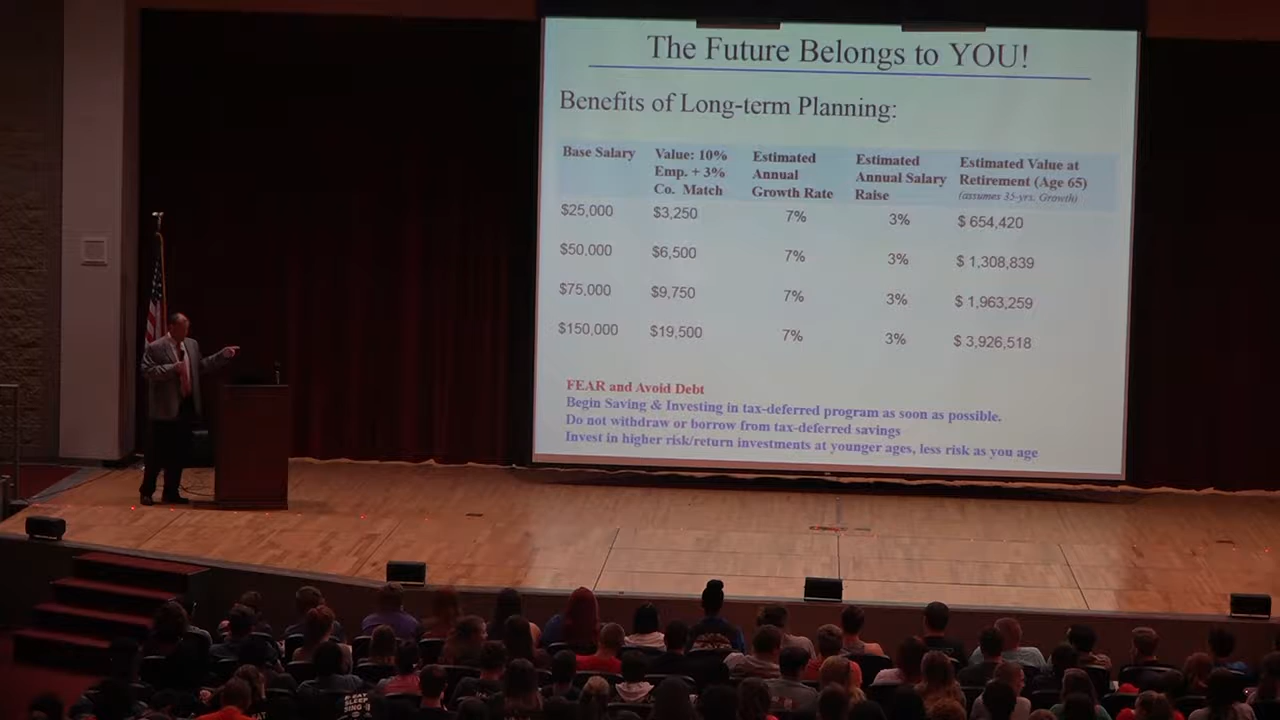 The Future Belongs to YOU!
Benefits of Long-term Planning:
Base Salary Value: 10% Emp. + 3% Co. Match Estimated Annual Growth Rate Estimated Annual Salary Raise Estimated Value at Retirement (Age 65) (assumes 35-yrs. Growth)
$25,000 $3,250 7% 3% $ 654,420
$50,000 $6,500 7% 3% $ 1,308,839
$75,000 $9,750 7% 3% $ 1,963,259
$150,000 $19,500 7% 3% $ 3,926,518
FEAR and Avoid Debt
Begin Saving & Investing in tax-deferred program as soon as possible.
Do not withdraw or borrow from tax-deferred savings
Invest in higher risk/return investments at younger ages, less risk as you age